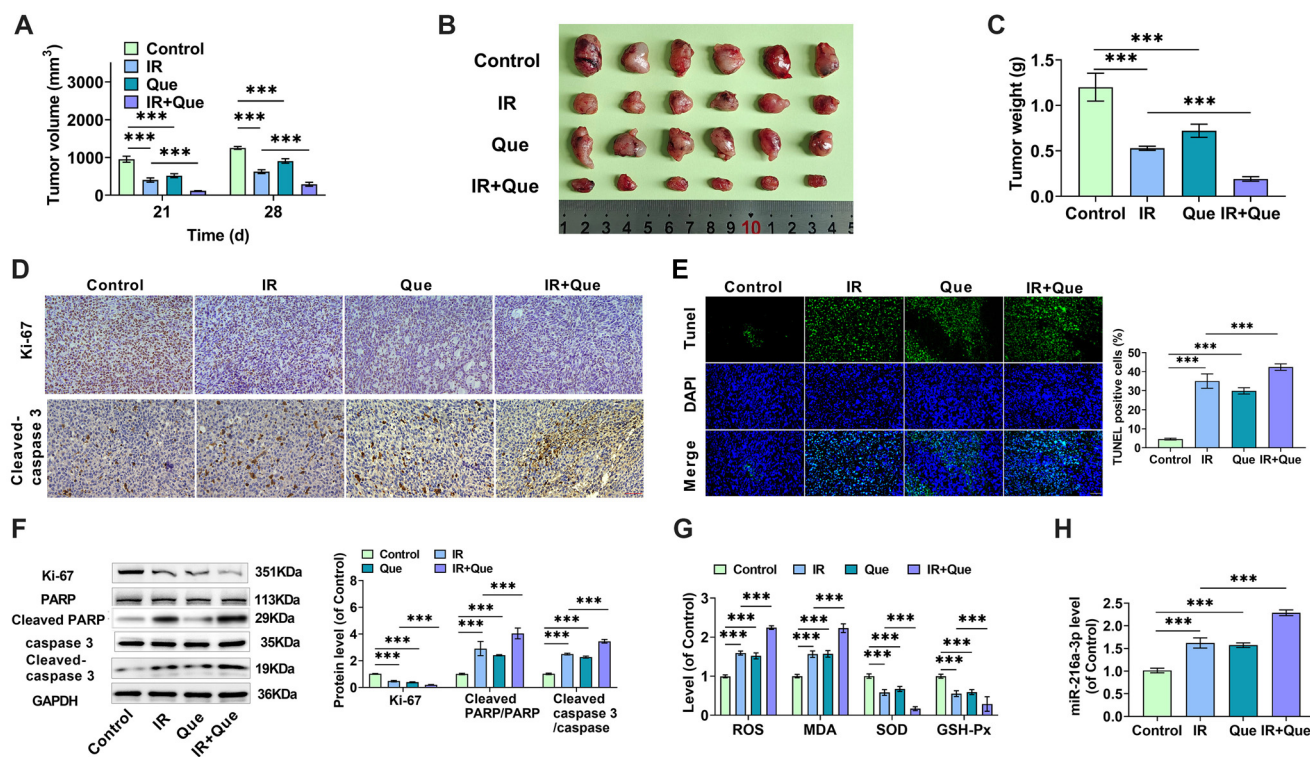 A
Tumor volume (mm3)
3000
2000
1000
0
Control
IR
Que
IR+Que
***
***
***
***
***
***
21
28
Time (d)
B
Control
IR
Que
IR+Que
1 2 3 4 5 6 7 8 9 10 1 2 3 4 5
C
Tumor weight (g)
1.5
1.0
0.5
0.0
***
***
***
Control IR Que IR+Que
D
Control IR Que IR+Que
Ki-67
Cleaved-
caspase 3
E
Control IR Que IR+Que
Tunel
DAPI
Merge
TUNEL positive cells (%)
50
40
30
20
10
0
***
***
***
Control IR Que IR+Que
F
Ki-67 351KDa
PARP 113KDa
Cleaved PARP 29KDa
caspase 3 35KDa
Cleaved-
caspase 3 19KDa
GAPDH 36KDa
Control IR Que IR+Que
Control IR
Que IR+Que
Protein level (of Control)
8
6
4
2
0
***
***
***
***
***
***
***
***
***
Ki-67
Cleaved
PARP/PARP
Cleaved
caspase 3
/caspase
G
Control IR Que IR+Que
Level (of Control)
3
2
1
0
***
***
***
***
***
***
***
***
***
***
***
***
ROS MDA SOD GSH-Px
H
miR-216a-3p level
(of Control)
2.5
2.0
1.5
1.0
0.5
0.0
***
***
***
Control IR Que IR+Que